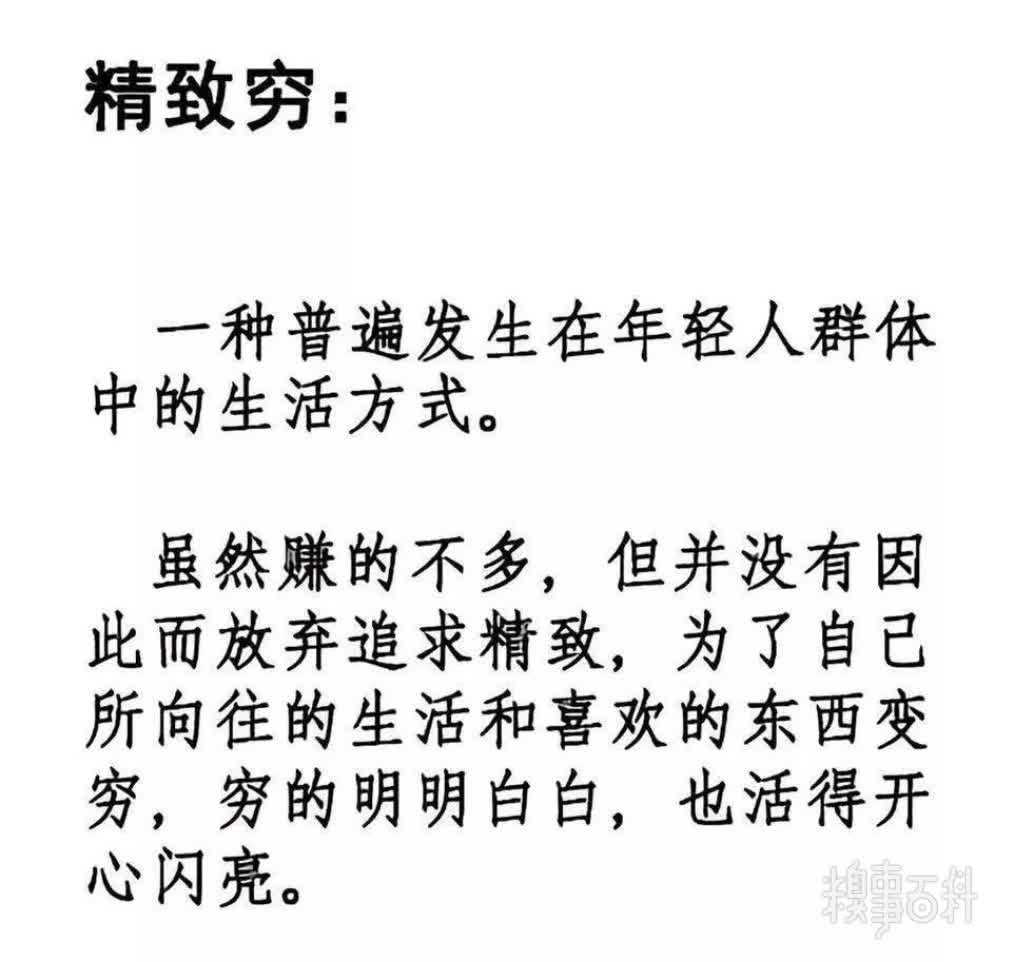 精致穷：
一种普遍发生在年轻人群体
中的生活方式。
虽然赚的不多，但并没有因
此而放弃追求精致，为了自己
所向往的生活和喜欢的东西变
穷，穷的明明白白，也活得开
心闪亮。
糗事百科